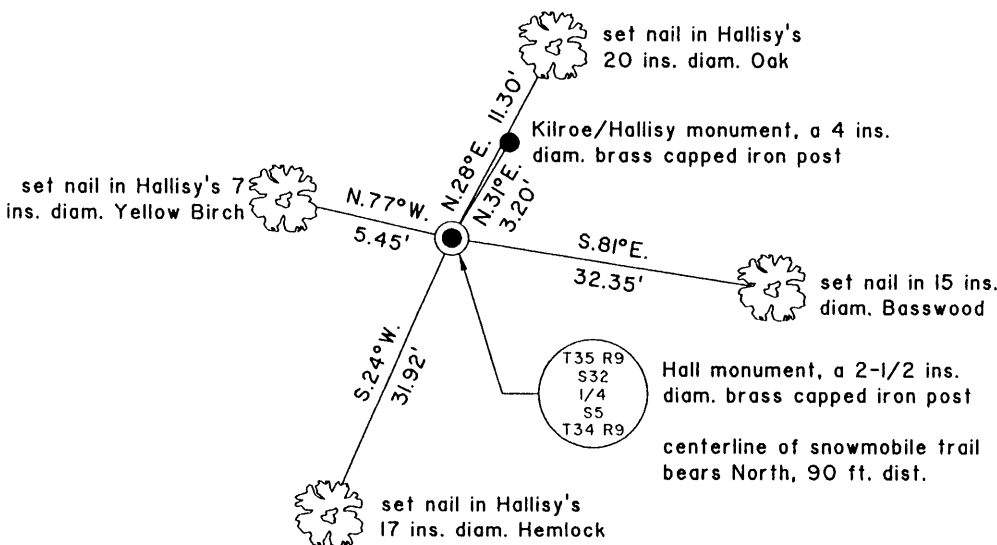 set nail in Hallisy's
20 ins. diam. Oak
11.30'
N.28°E.
Kilroe/Hallisy monument, a 4 ins.
diam. brass capped iron post
N.31°E.
3.20'
set nail in Hallisy's 7
ins. diam. Yellow Birch
N.77°W.
5.45'
S.81°E.
32.35'
set nail in 15 ins.
diam. Basswood
S.24°W.
31.92'
T35 R9
S32
1/4
S5
T34 R9
Hall monument, a 2-1/2 ins.
diam. brass capped iron post
centerline of snowmobile trail
bears North, 90 ft. dist.
set nail in Hallisy's
17 ins. diam. Hemlock